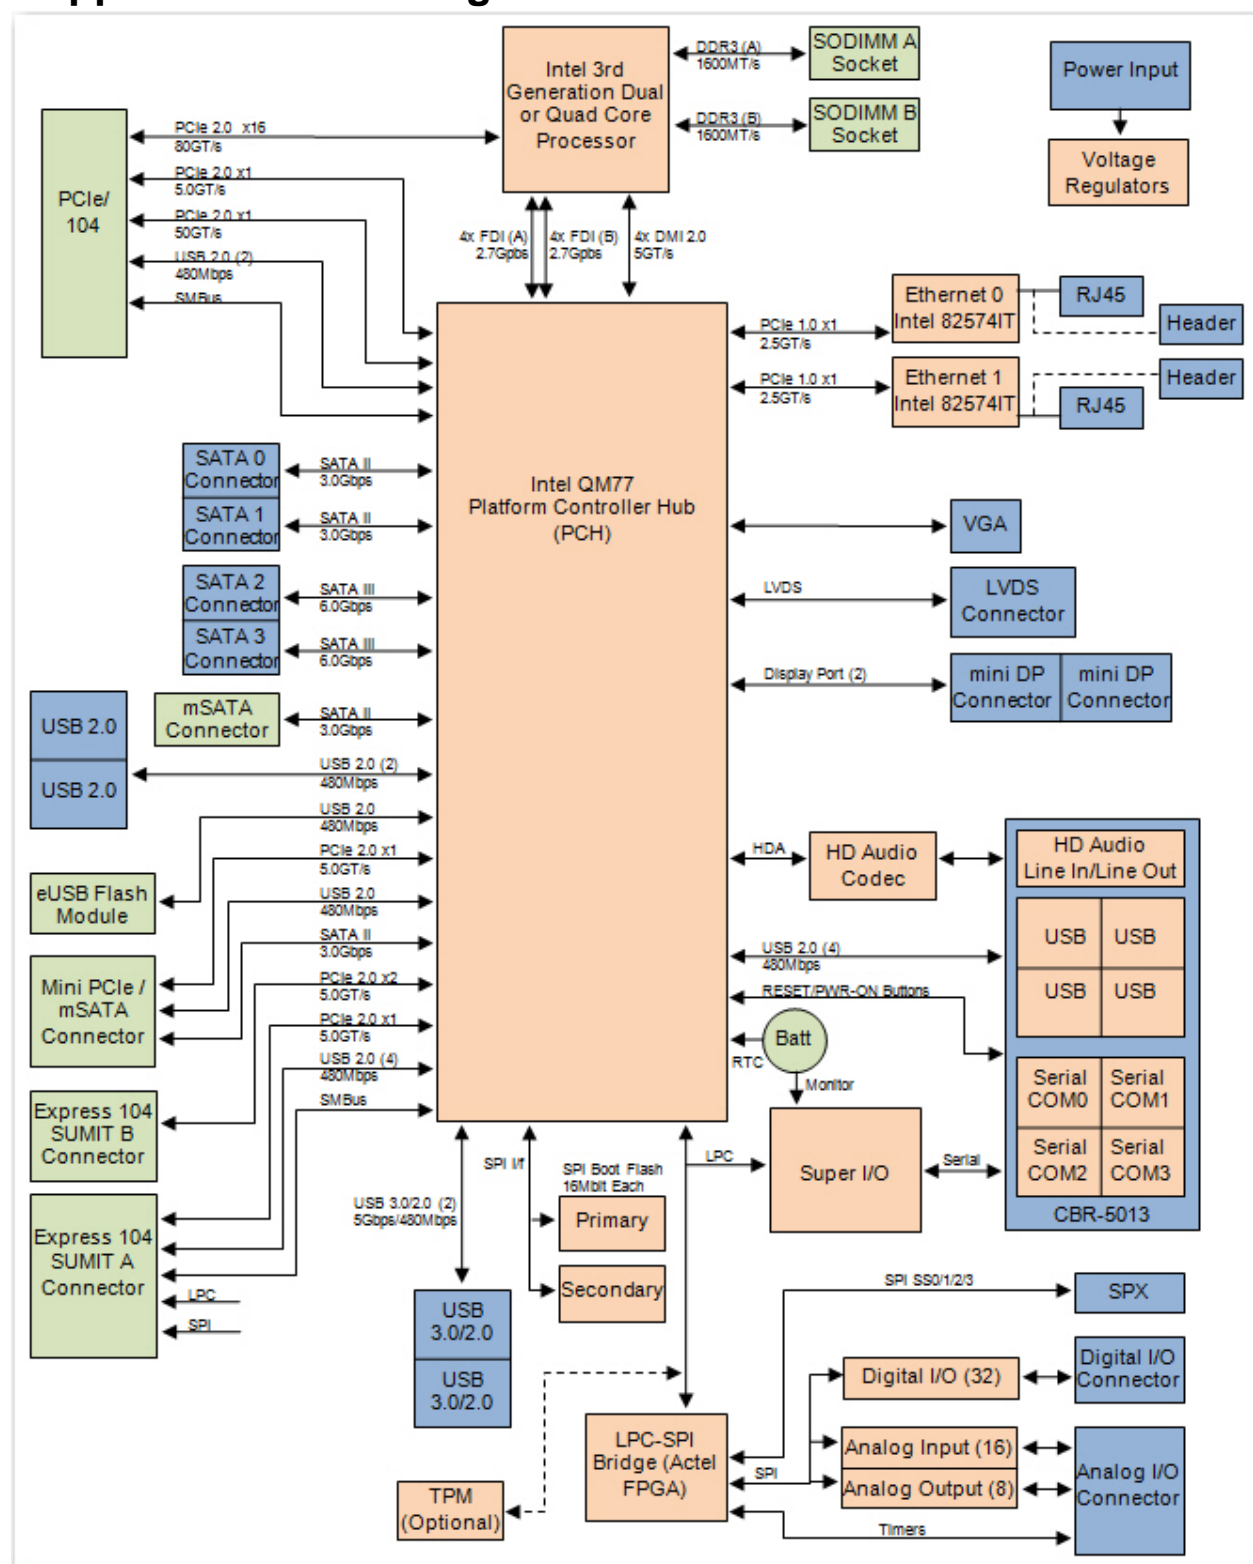 Intel 3rd
Generation Dual
or Quad Core
Processor
DDR3 (A)
1600MT/s
SODIMM A
Socket
DDR3 (B)
1600MT/s
SODIMM B
Socket
Power Input
Voltage
Regulators
PCIe/
104
PCIe 2.0 x16
80GT/s
PCIe 2.0 x1
5.0GT/s
PCIe 2.0 x1
50GT/s
USB 2.0 (2)
480Mbps
SMBus
4x FDI (A)
2.7Gpbs
4x FDI (B)
2.7Gpbs
4x DMI 2.0
5GT/s
PCIe 1.0 x1
2.5GT/s
Ethernet 0
Intel 82574IT
RJ45
Header
PCIe 1.0 x1
2.5GT/s
Ethernet 1
Intel 82574IT
Header
RJ45
Intel QM77
Platform Controller Hub
(PCH)
SATA 0
Connector
SATA II
3.0Gbps
SATA 1
Connector
SATA II
3.0Gbps
SATA 2
Connector
SATA III
6.0Gbps
SATA 3
Connector
SATA III
6.0Gbps
mSATA
Connector
SATA II
3.0Gbps
USB 2.0
USB 2.0
USB 2.0 (2)
480Mbps
USB 2.0
480Mbps
PCIe 2.0 x1
5.0GT/s
USB 2.0
480Mbps
SATA II
3.0Gbps
PCIe 2.0 x2
5.0GT/s
PCIe 2.0 x1
5.0GT/s
USB 2.0 (4)
480Mbps
SMBus
eUSB Flash
Module
Mini PCIe /
mSATA
Connector
Express 104
SUMIT B
Connector
Express 104
SUMIT A
Connector
LPC
SPI
VGA
LVDS
LVDS
Connector
Display Port (2)
mini DP
Connector
mini DP
Connector
HDA
HD Audio
Codec
HD Audio
Line In/Line Out
USB 2.0 (4)
480Mbps
USB
USB
USB
USB
RESET/PWR-ON Buttons
Batt
RTC
Monitor
Serial
COM0
Serial
COM1
Serial
COM2
Serial
COM3
CBR-5013
LPC
Super I/O
Serial
SPI I/f
SPI Boot Flash
16Mbit Each
Primary
Secondary
USB 3.0/2.0 (2)
5Gbps/480Mbps
USB
3.0/2.0
USB
3.0/2.0
SPI SS0/1/2/3
SPX
Digital I/O (32)
Digital I/O
Connector
LPC-SPI
Bridge (Actel
FPGA)
SPI
Analog Input (16)
Analog Output (8)
Analog I/O
Connector
Timers
TPM
(Optional)